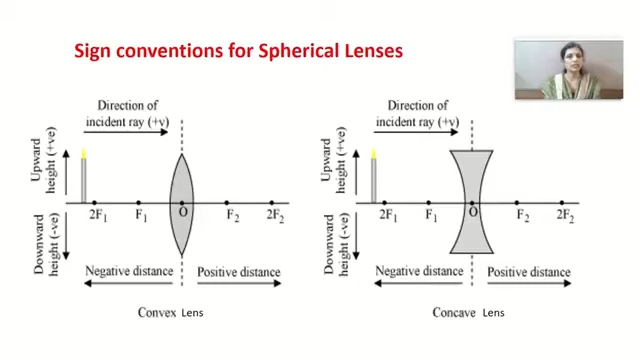 Sign conventions for Spherical Lenses
Direction of
incident ray (+v)
Upward
height (+ve)
Downward
height (-ve)
2F1
F1
O
F2
2F2
Negative distance
Positive distance
Convex Lens
Direction of
incident ray (+v)
Upward
height (+ve)
Downward
height (-ve)
2F1
F1
O
F2
2F2
Negative distance
Positive distance
Concave Lens